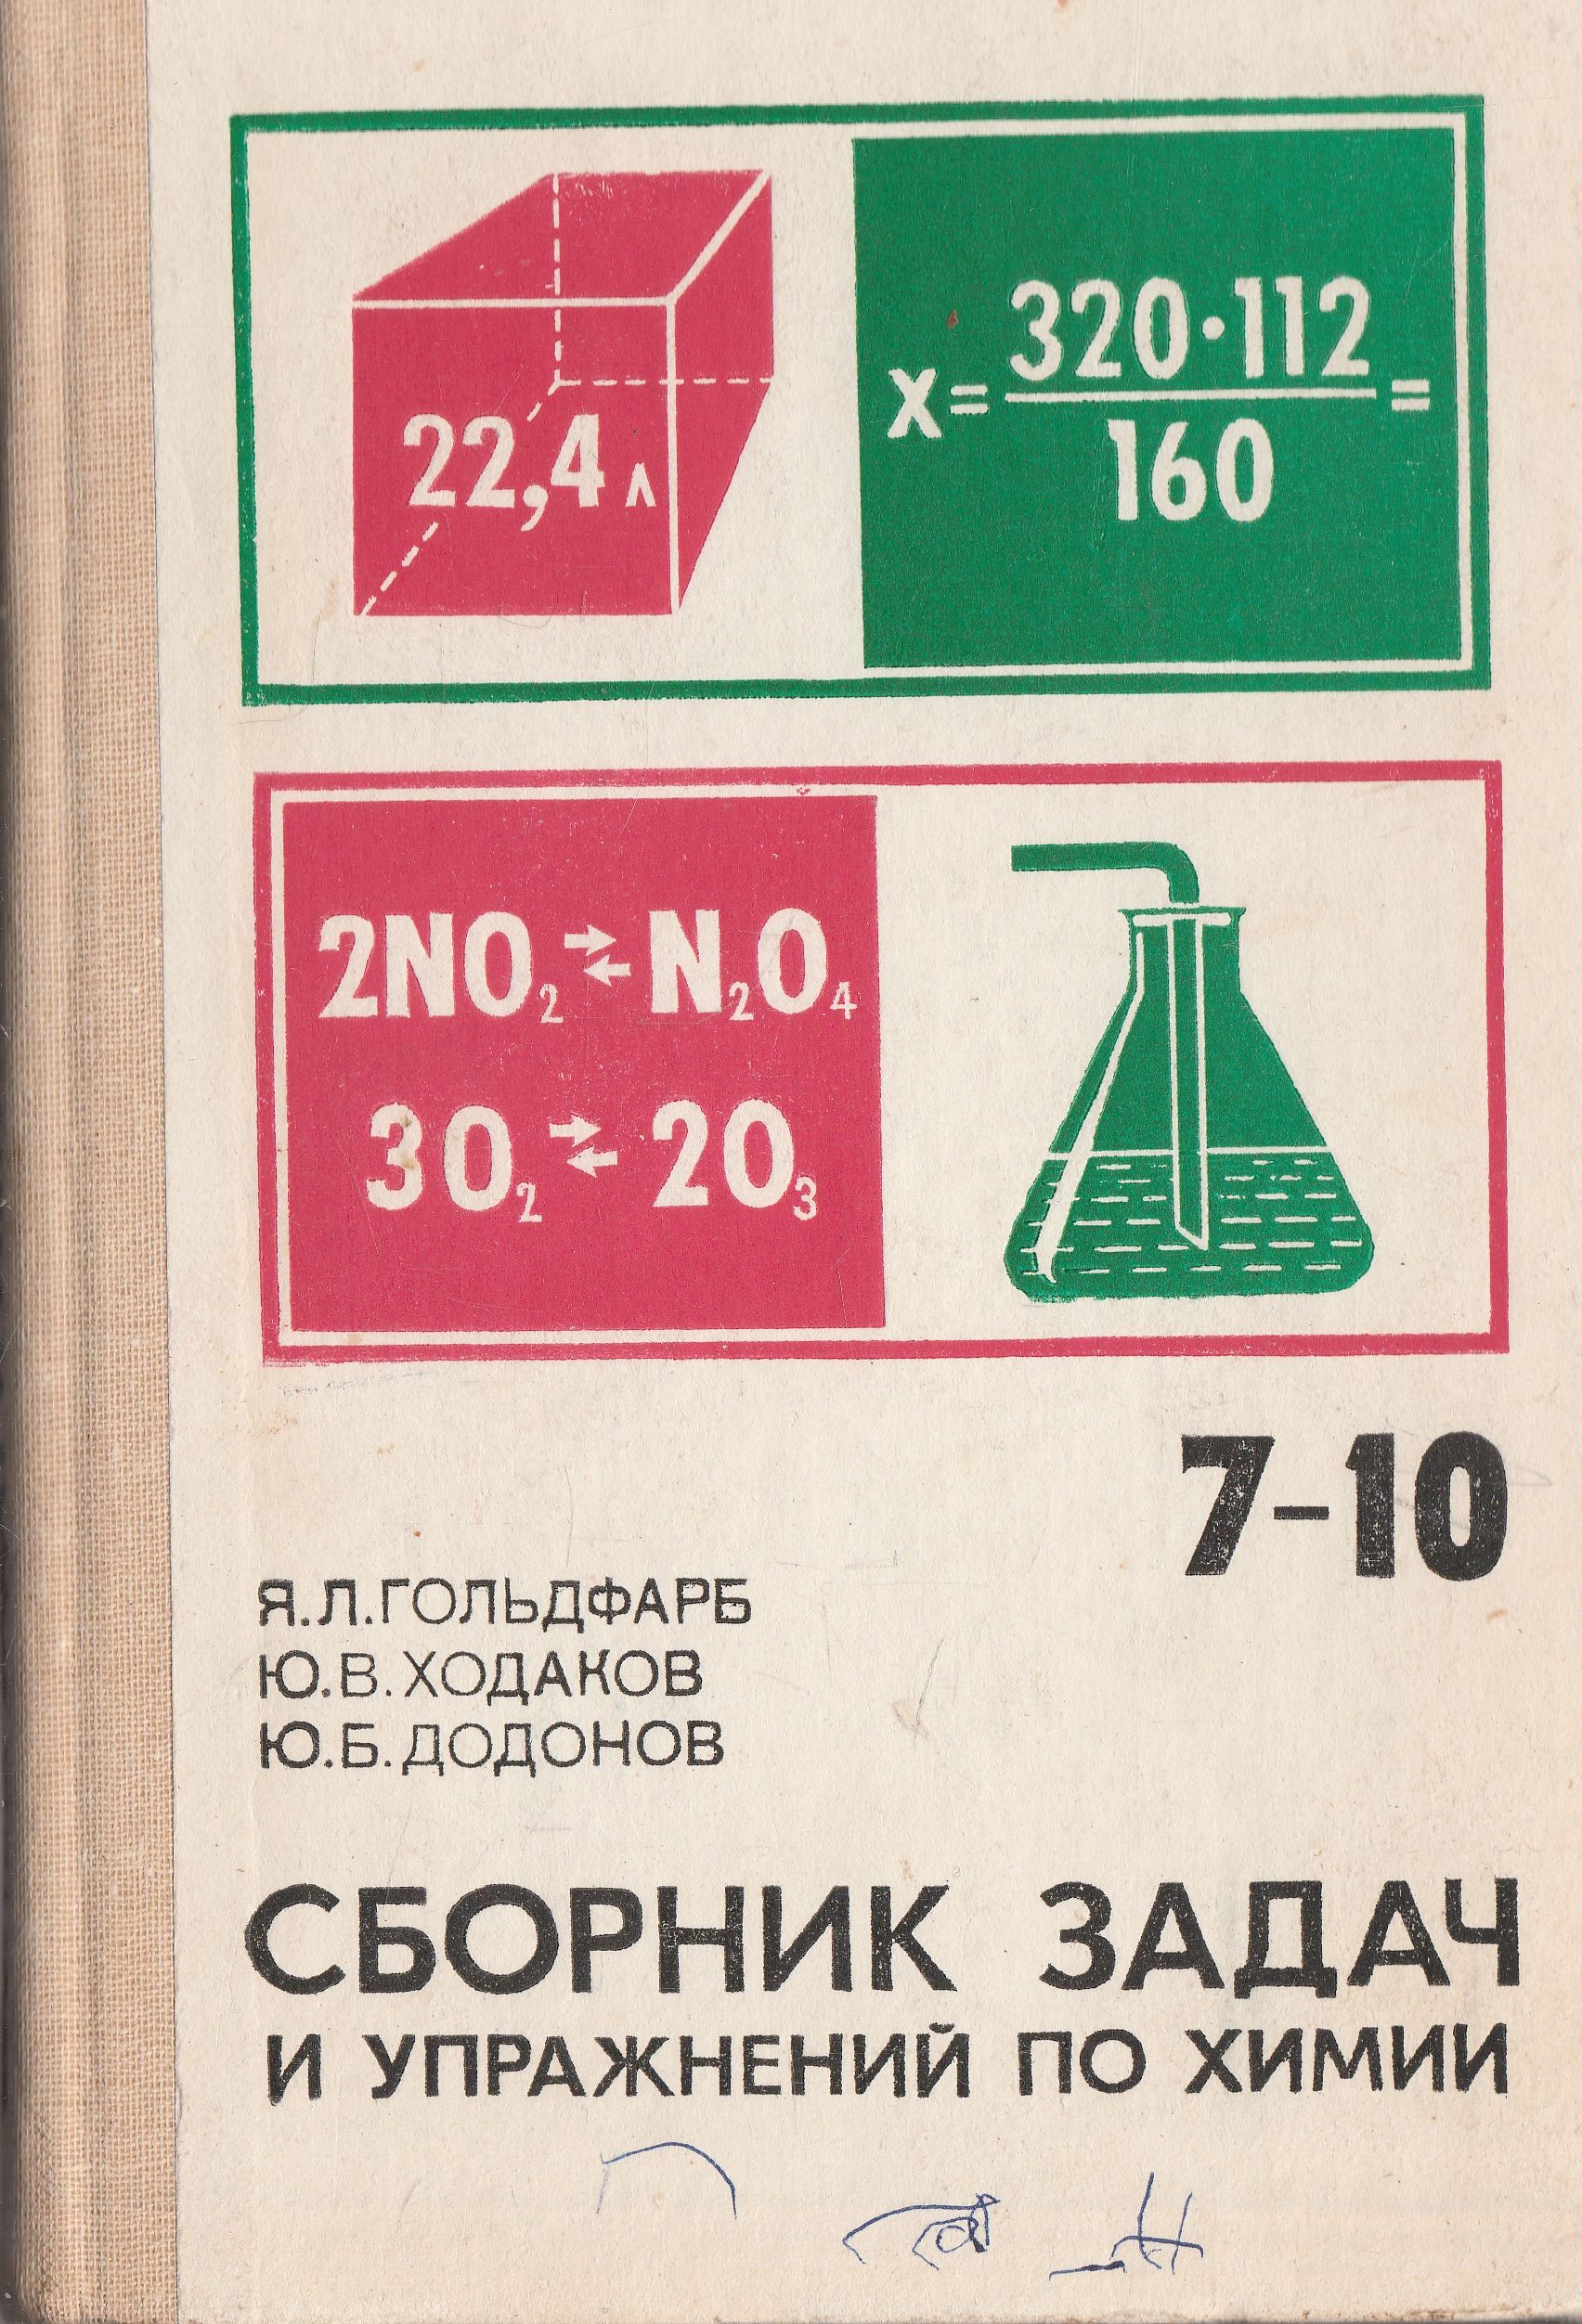 22,4 л
x = 320·112 / 160 =
2NO₂ ⇄ N₂O₄
3O₂ ⇄ 2O₃
7–10
Я.Л.ГОЛЬДФАРБ
Ю.В.ХОДАКОВ
Ю.Б.ДОДОНОВ
СБОРНИК ЗАДАЧ
И УПРАЖНЕНИЙ ПО ХИМИИ